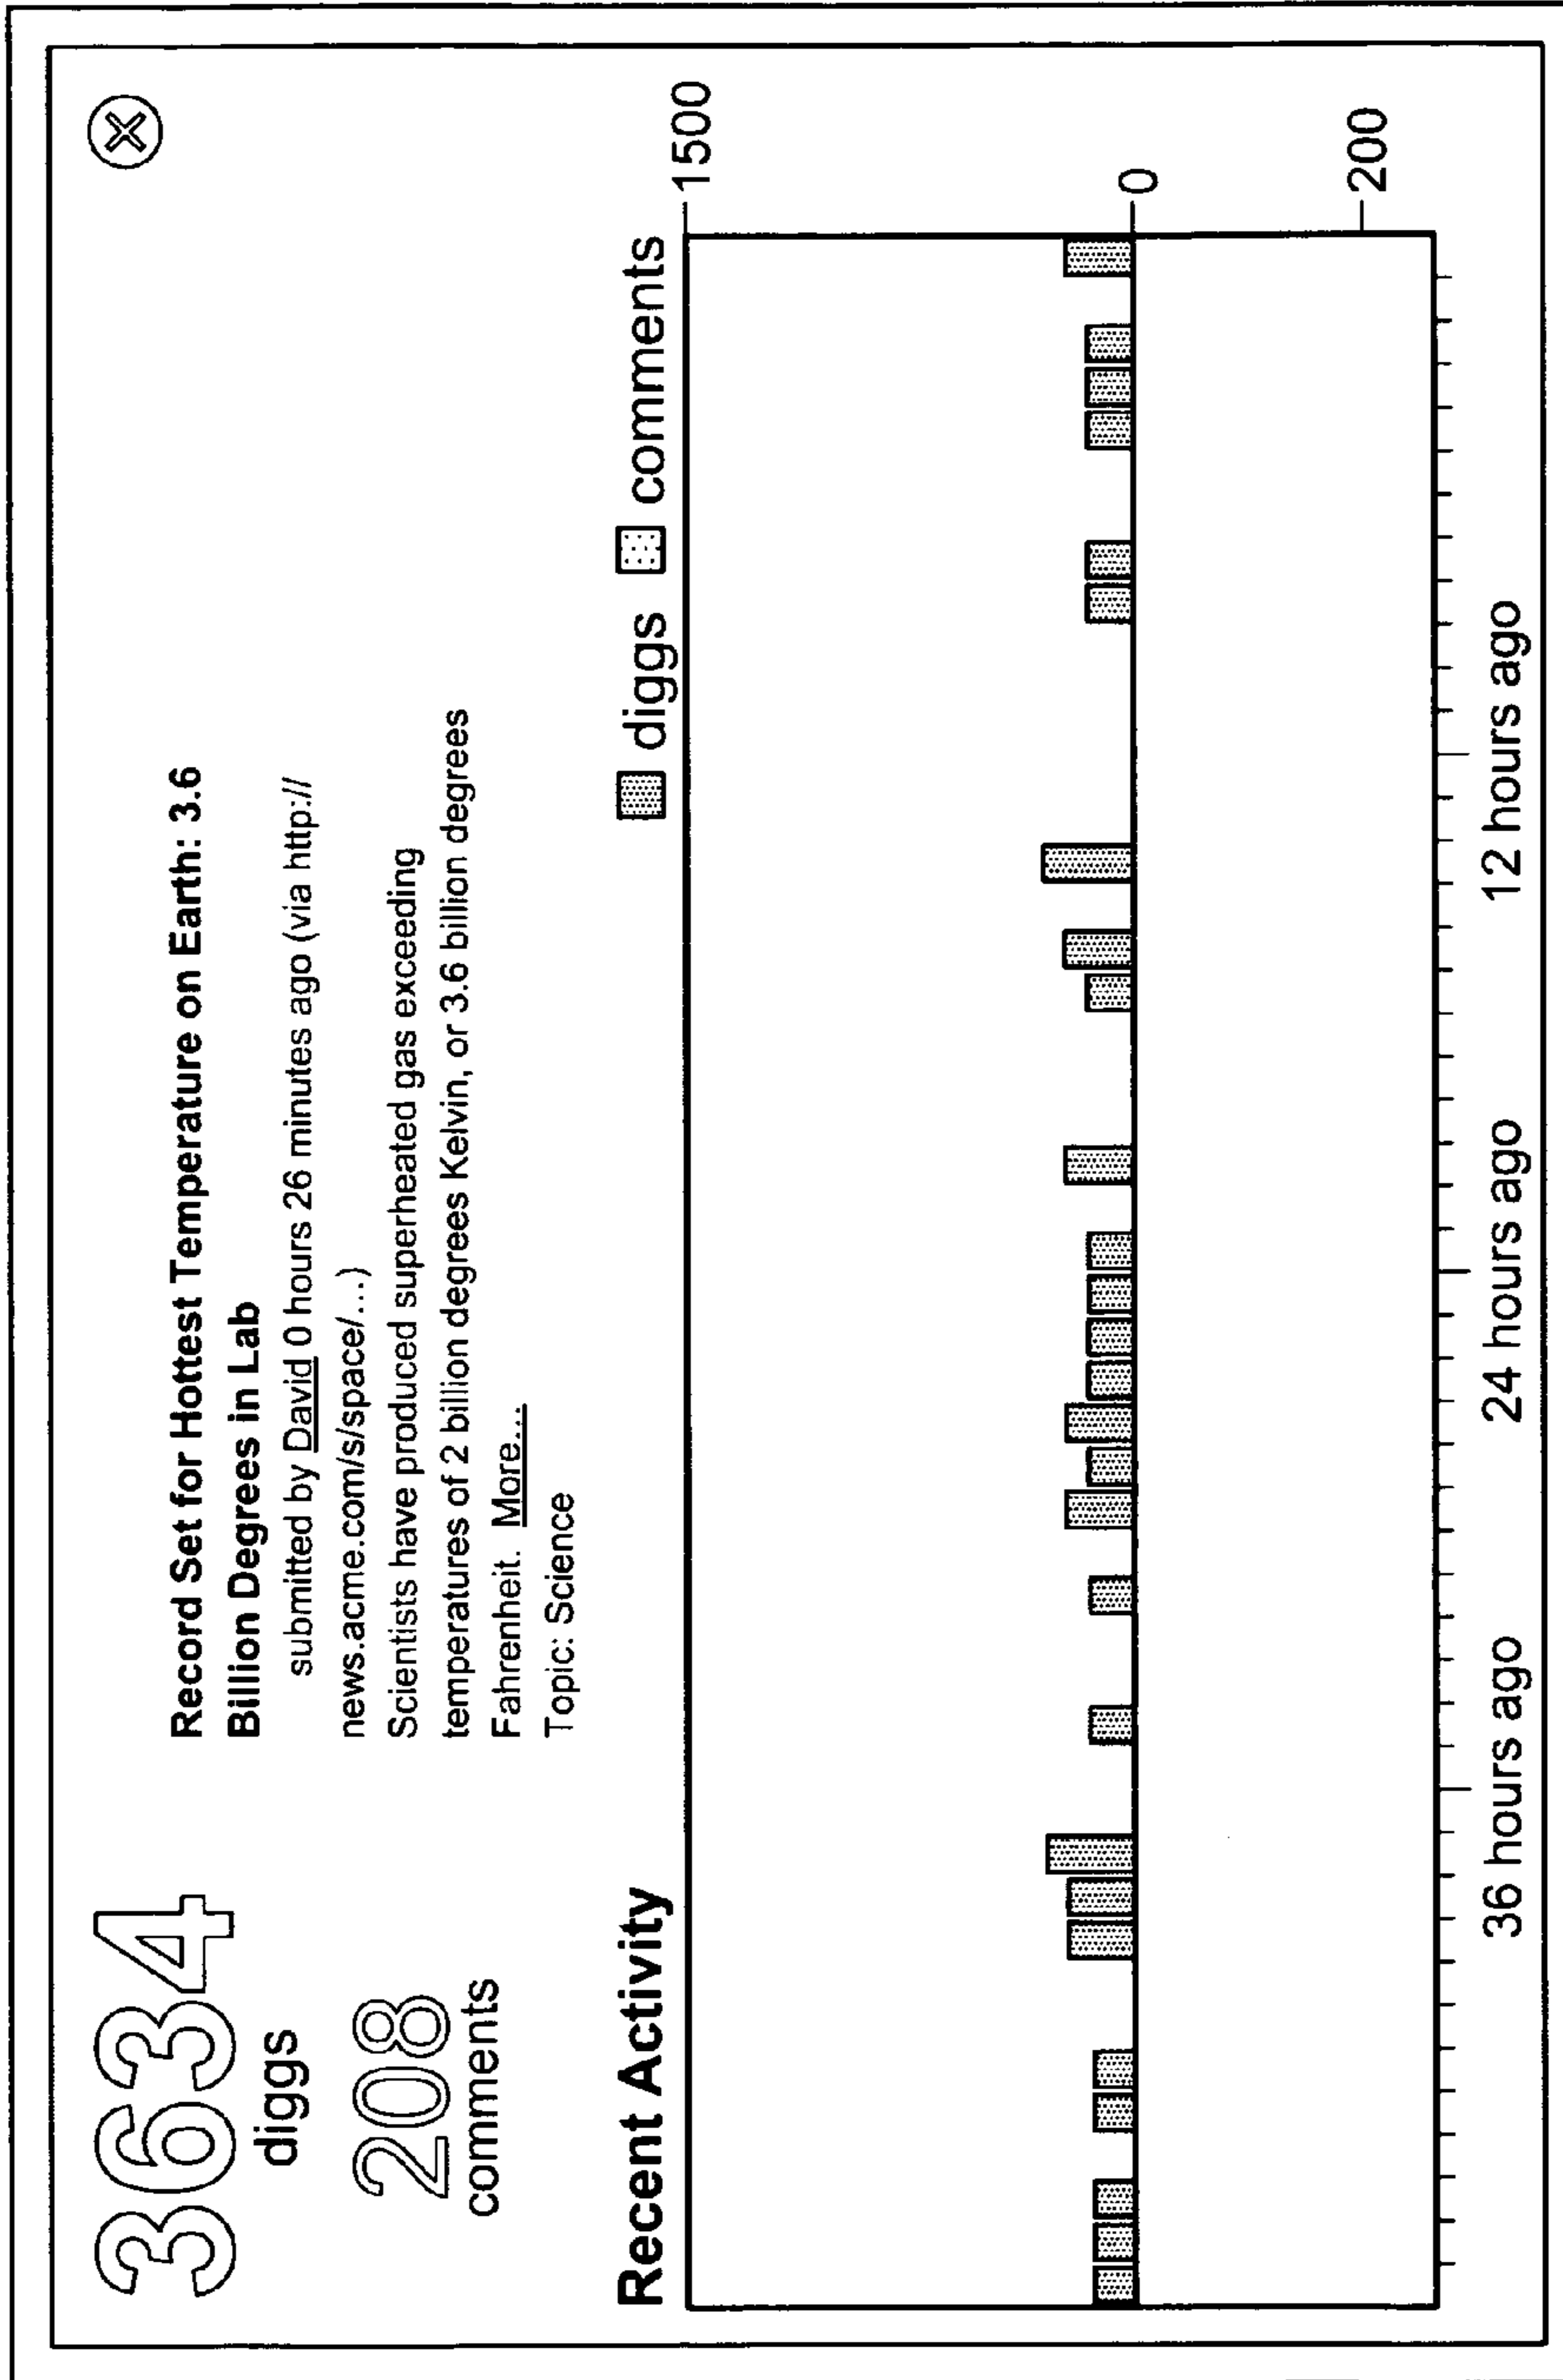 3634
diggs
208
comments
Record Set for Hottest Temperature on Earth: 3.6
Billion Degrees in Lab
submitted by David 0 hours 26 minutes ago (via http://
news.acme.com/s/space/...)
Scientists have produced superheated gas exceeding
temperatures of 2 billion degrees Kelvin, or 3.6 billion degrees
Fahrenheit. More...
Topic: Science
Recent Activity
diggs comments
1500
0
200
36 hours ago 24 hours ago 12 hours ago